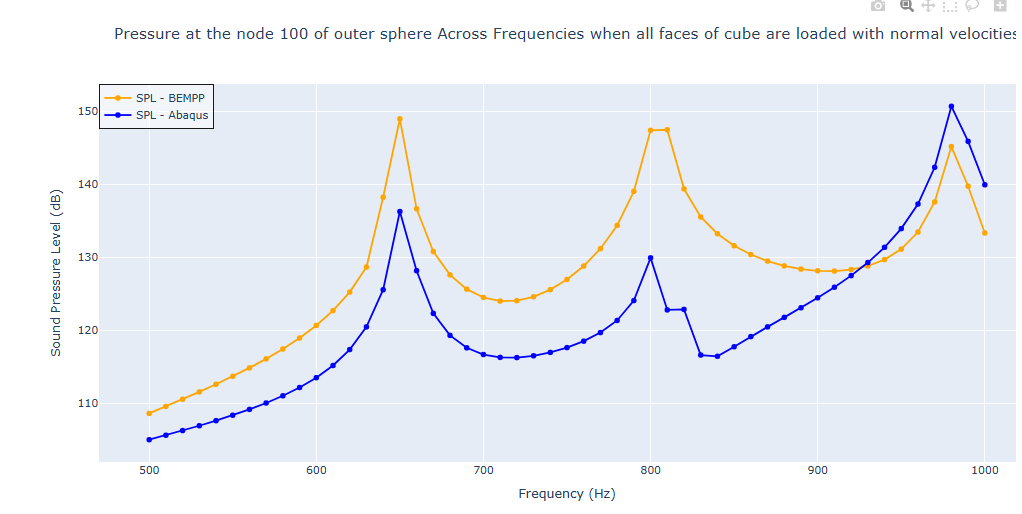 Pressure at the node 100 of outer sphere Across Frequencies when all faces of cube are loaded with normal velocities
SPL - BEMPP
SPL - Abaqus
150
140
130
120
110
Sound Pressure Level (dB)
500 600 700 800 900 1000
Frequency (Hz)